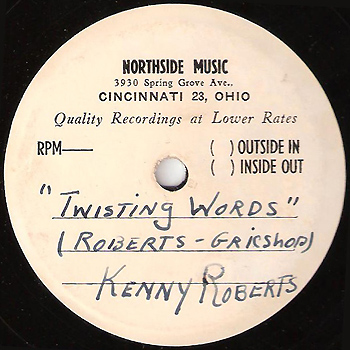 NORTHSIDE MUSIC
3930 Spring Grove Ave.,
CINCINNATI 23, OHIO
Quality Recordings at Lower Rates
RPM— ( ) OUTSIDE IN
( ) INSIDE OUT
"TWISTING WORDS"
(ROBERTS - GRICSHOP)
KENNY ROBERTS